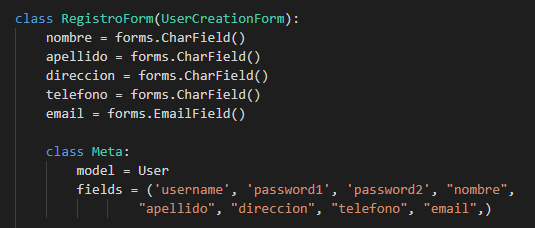 class RegistroForm(UserCreationForm):
    nombre = forms.CharField()
    apellido = forms.CharField()
    direccion = forms.CharField()
    telefono = forms.CharField()
    email = forms.EmailField()

    class Meta:
        model = User
        fields = ('username', 'password1', 'password2', "nombre",
                "apellido", "direccion", "telefono", "email",)